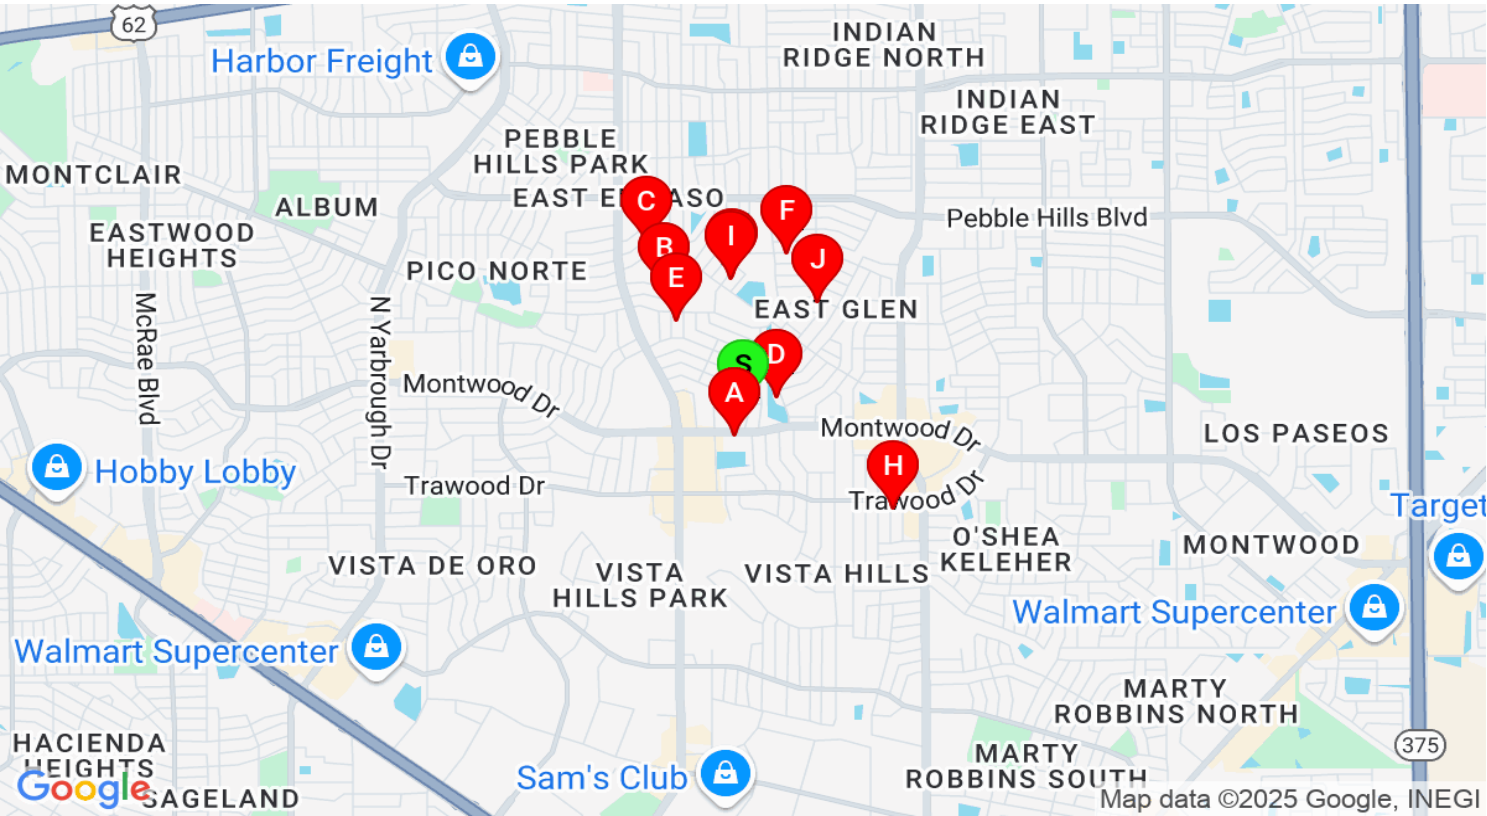 62
Harbor Freight
INDIAN
RIDGE NORTH
INDIAN
RIDGE EAST
PEBBLE
HILLS PARK
MONTCLAIR
ALBUM
EAST E ASO
C
F
Pebble Hills Blvd
EASTWOOD
HEIGHTS
I
B
J
E
PICO NORTE
EAST GLEN
McRae Blvd
N Yarbrough Dr
S
D
A
Montwood Dr
Montwood Dr
LOS PASEOS
H
Hobby Lobby
Trawood Dr
Trawood Dr
Target
O'SHEA
KELEHER
MONTWOOD
VISTA DE ORO
VISTA
HILLS PARK
VISTA HILLS
Walmart Supercenter
Walmart Supercenter
MARTY
ROBBINS NORTH
HACIENDA
HEIGHTS
375
MARTY
ROBBINS SOUTH
Sam's Club
Google
SAGELAND
Map data ©2025 Google, INEGI